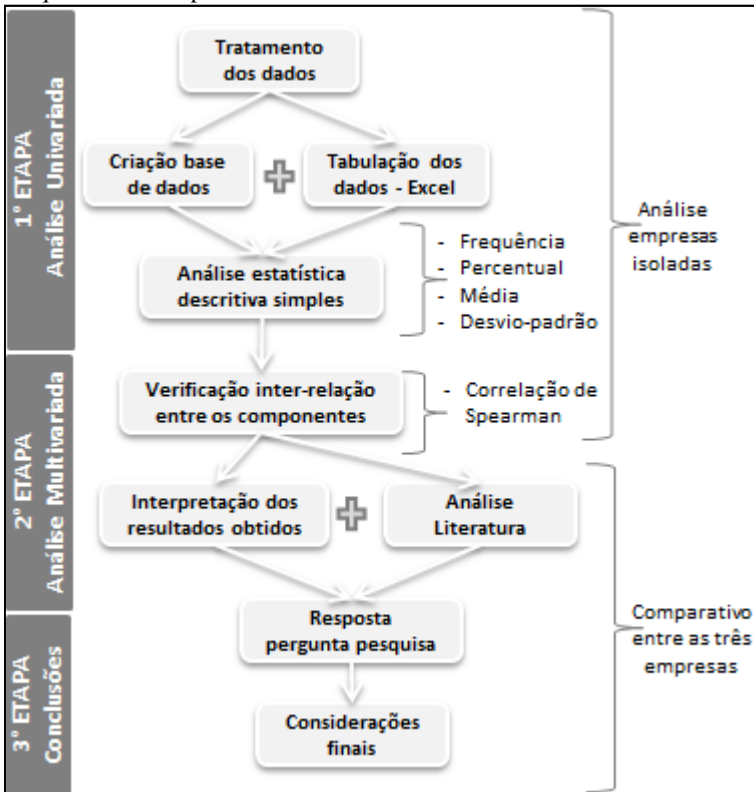 Tratamento
dos dados
1° ETAPA
Análise Univariada
Criação base
de dados
Tabulação dos
dados - Excel
Análise
empresas
isoladas
Análise estatística
descritiva simples
- Frequência
- Percentual
- Média
- Desvio-padrão
2° ETAPA
Análise Multivariada
Verificação inter-relação
entre os componentes
- Correlação de
Spearman
Interpretação dos
resultados obtidos
Análise
Literatura
3° ETAPA
Conclusões
Resposta
pergunta pesquisa
Comparativo
entre as três
empresas
Considerações
finais